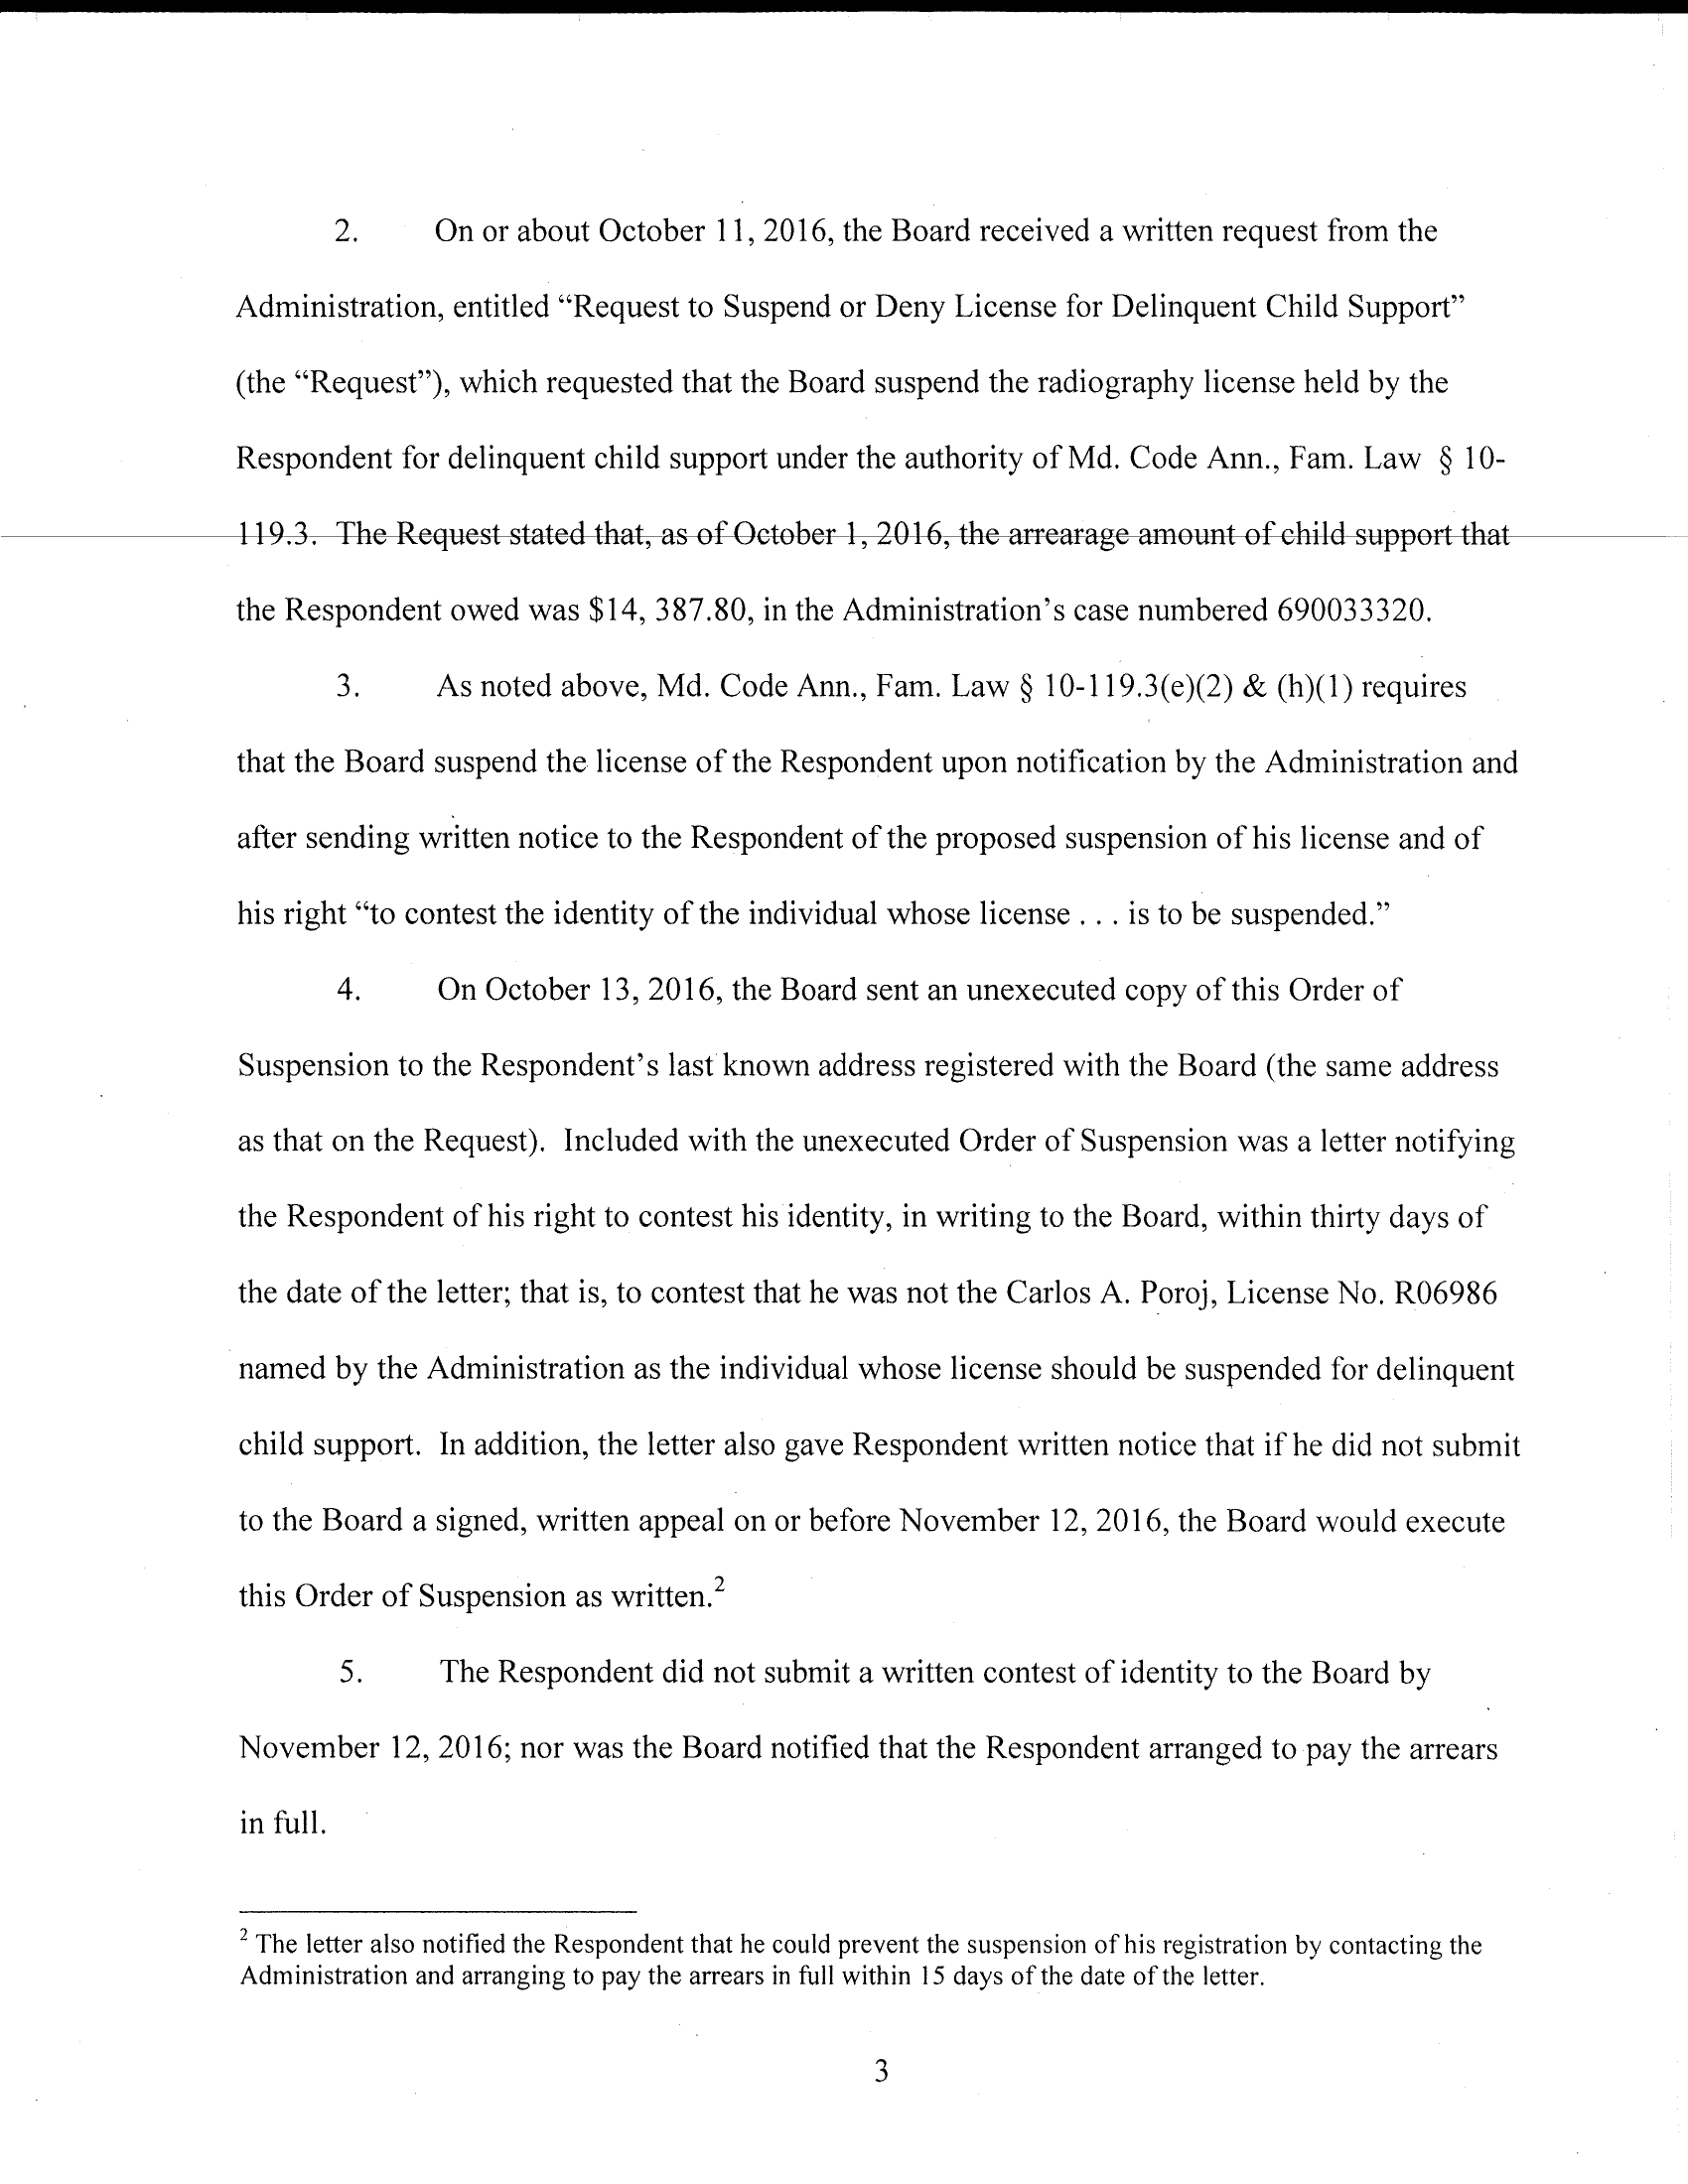 2. On or about October 11, 2016, the Board received a written request from the
Administration, entitled “Request to Suspend or Deny License for Delinquent Child Support”
(the “Request”), which requested that the Board suspend the radiography license held by the
Respondent for delinquent child support under the authority of Md. Code Ann., Fam. Law § 10-
119.3. The Request stated that, as of October 1, 2016, the arrearage amount of child support that
the Respondent owed was $14, 387.80, in the Administration’s case numbered 690033320.
3. As noted above, Md. Code Ann., Fam. Law § 10-119.3(e)(2) & (h)(1) requires
that the Board suspend the license of the Respondent upon notification by the Administration and
after sending written notice to the Respondent of the proposed suspension of his license and of
his right “to contest the identity of the individual whose license . . . is to be suspended.”
4. On October 13, 2016, the Board sent an unexecuted copy of this Order of
Suspension to the Respondent’s last known address registered with the Board (the same address
as that on the Request). Included with the unexecuted Order of Suspension was a letter notifying
the Respondent of his right to contest his identity, in writing to the Board, within thirty days of
the date of the letter; that is, to contest that he was not the Carlos A. Poroj, License No. R06986
named by the Administration as the individual whose license should be suspended for delinquent
child support. In addition, the letter also gave Respondent written notice that if he did not submit
to the Board a signed, written appeal on or before November 12, 2016, the Board would execute
this Order of Suspension as written.2
5. The Respondent did not submit a written contest of identity to the Board by
November 12, 2016; nor was the Board notified that the Respondent arranged to pay the arrears
in full.
2 The letter also notified the Respondent that he could prevent the suspension of his registration by contacting the
Administration and arranging to pay the arrears in full within 15 days of the date of the letter.
3